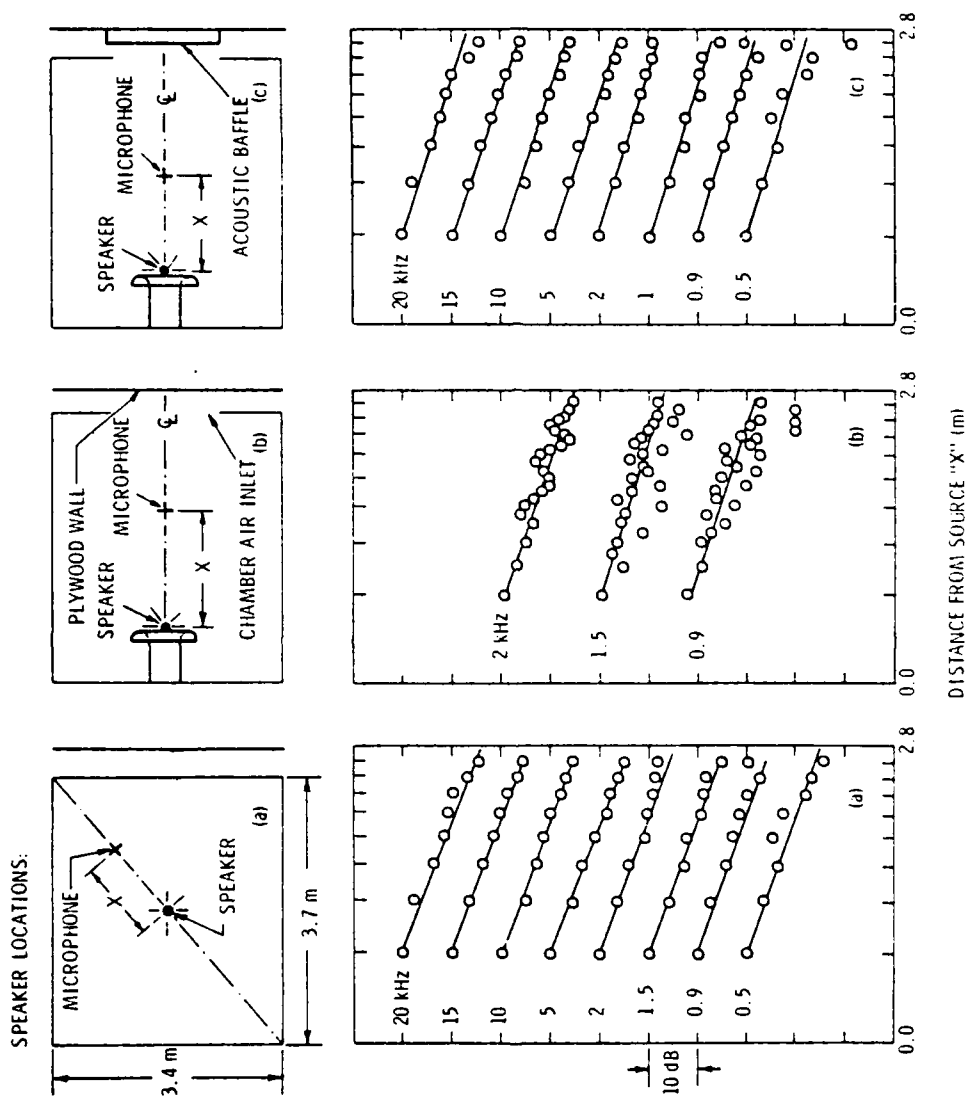 SPEAKER LOCATIONS:
MICROPHONE
X
SPEAKER
(a)
3.4 m
3.7 m
PLYWOOD WALL
SPEAKER
MICROPHONE
X
CHAMBER AIR INLET
(b)
SPEAKER
MICROPHONE
X
ACOUSTIC BAFFLE
(c)
20 kHz
15
10
5
2
1.5
0.9
0.5
10 dB
(a)
0.0
2.8
2 kHz
1.5
0.9
(b)
0.0
2.8
20 kHz
15
10
5
2
1
0.9
0.5
(c)
0.0
2.8
DISTANCE FROM SOURCE "X" (m)